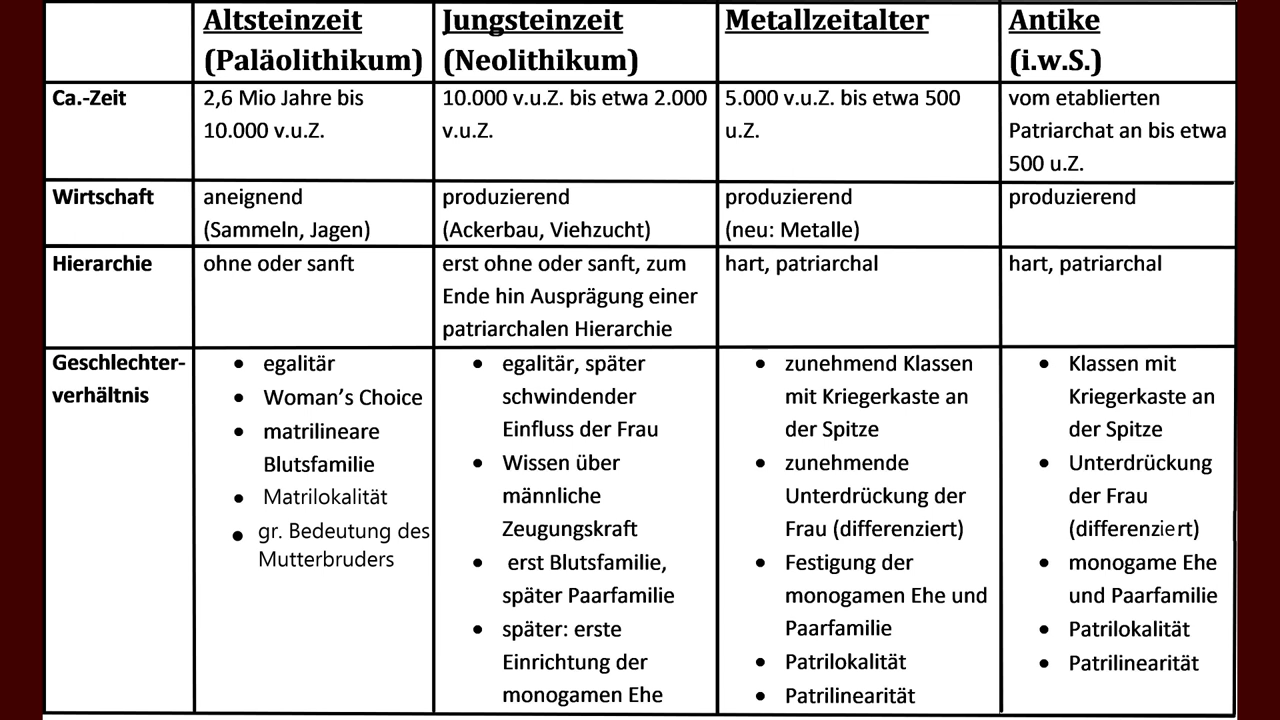 Altsteinzeit
(Paläolithikum)
Jungsteinzeit
(Neolithikum)
Metallzeitalter
Antike
(i.w.S.)
Ca.-Zeit
2,6 Mio Jahre bis
10.000 v.u.Z.
10.000 v.u.Z. bis etwa 2.000
v.u.Z.
5.000 v.u.Z. bis etwa 500
u.Z.
vom etablierten
Patriarchat an bis etwa
500 u.Z.
Wirtschaft
aneignend
(Sammeln, Jagen)
produzierend
(Ackerbau, Viehzucht)
produzierend
(neu: Metalle)
produzierend
Hierarchie
ohne oder sanft
erst ohne oder sanft, zum
Ende hin Ausprägung einer
patriarchalen Hierarchie
hart, patriarchal
hart, patriarchal
Geschlechter-
verhältnis
• egalitär
• Woman's Choice
• matrilineare
Blutsfamilie
• Matrilokalität
• gr. Bedeutung des
Mutterbruders
• egalitär, später
schwindender
Einfluss der Frau
• Wissen über
männliche
Zeugungskraft
• erst Blutsfamilie,
später Paarfamilie
• später: erste
Einrichtung der
monogamen Ehe
• zunehmend Klassen
mit Kriegerkaste an
der Spitze
• zunehmende
Unterdrückung der
Frau (differenziert)
• Festigung der
monogamen Ehe und
Paarfamilie
• Patrilokalität
• Patrilinearität
• Klassen mit
Kriegerkaste an
der Spitze
• Unterdrückung
der Frau
(differenziert)
• monogame Ehe
und Paarfamilie
• Patrilokalität
• Patrilinearität